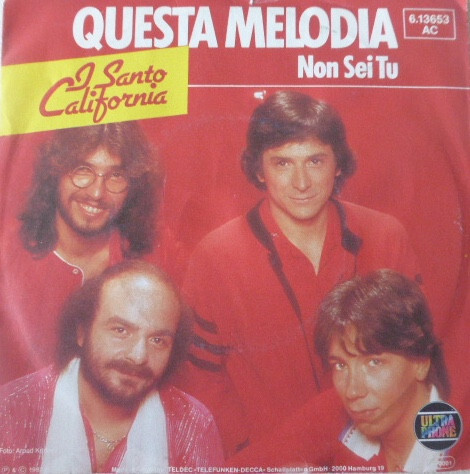 QUESTA MELODIA
6.13653
AC
Non Sei Tu
I Santo
California
ULTRA
PHONE
Foto:
TELDEC »TELEFUNKEN-DECCA« Schallplatten GmbH · 2000 Hamburg 19